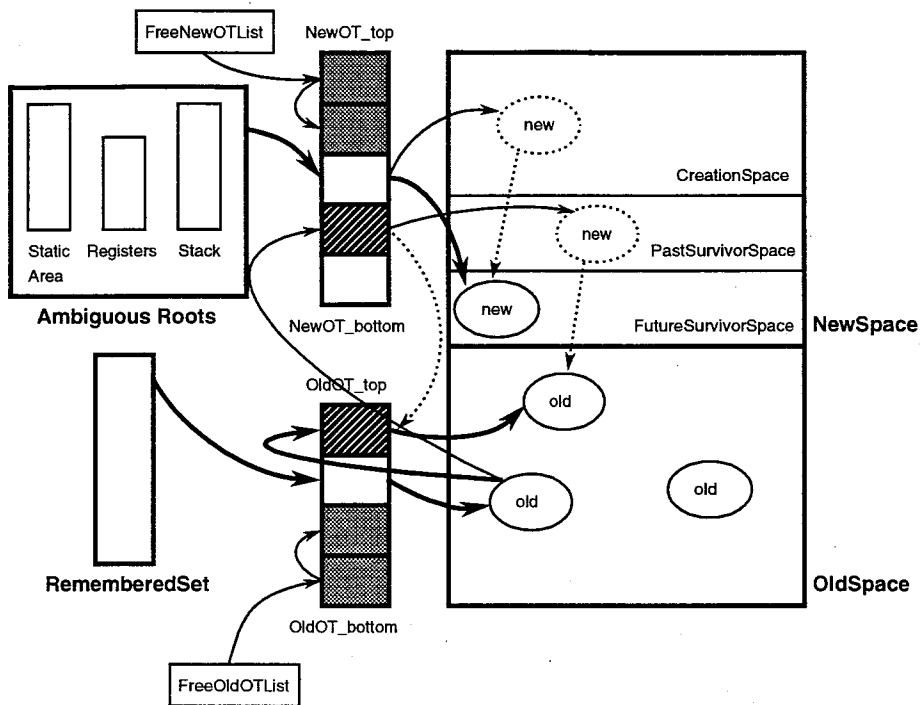 FreeNewOTList
NewOT_top
new
CreationSpace
Static
Area
Registers
Stack
new
PastSurvivorSpace
Ambiguous Roots
NewOT_bottom
new
FutureSurvivorSpace
NewSpace
OldOT_top
old
old
old
RememberedSet
OldSpace
OldOT_bottom
FreeOldOTList